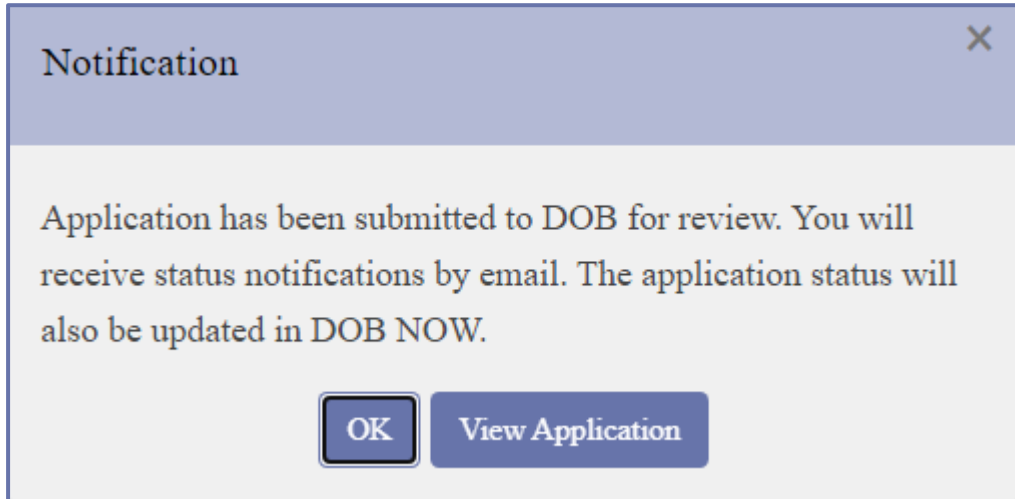 Notification
×
Application has been submitted to DOB for review. You will
receive status notifications by email. The application status will
also be updated in DOB NOW.
OK View Application